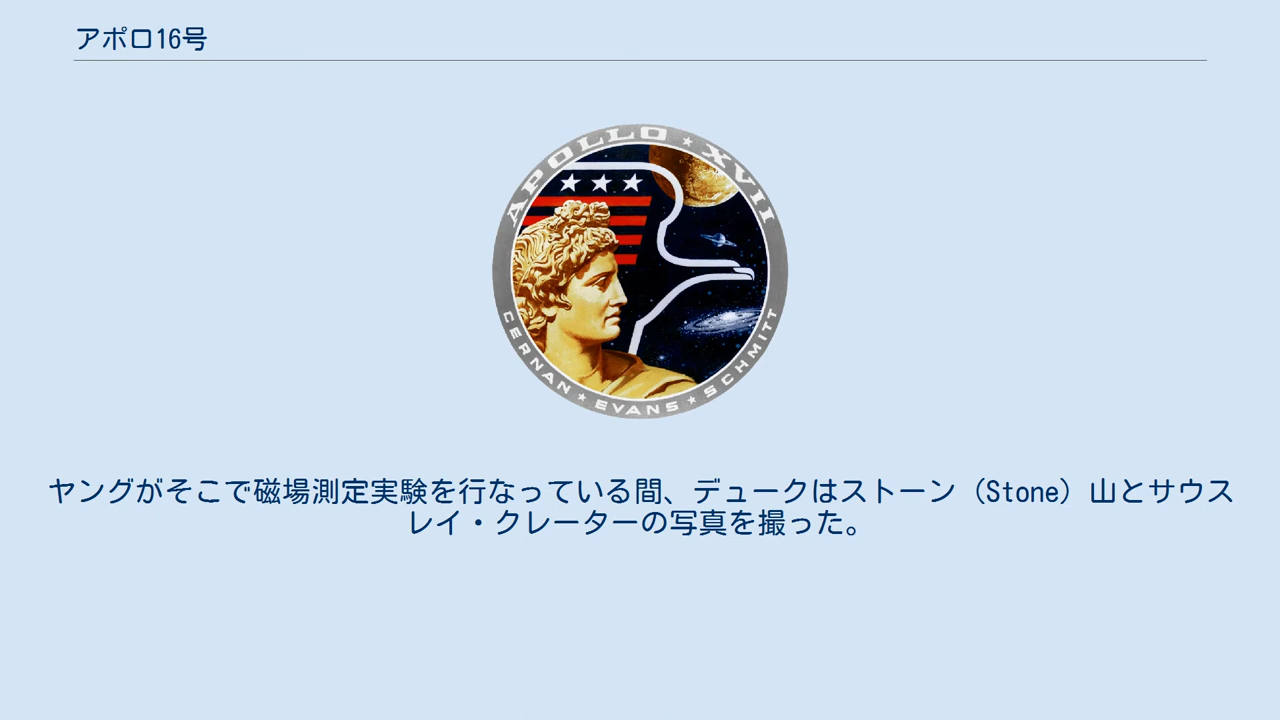 アポロ16号
APOLLO ★ XVII
CERNAN ★ EVANS ★ SCHMITT
ヤングがそこで磁場測定実験を行なっている間、デュークはストーン（Stone）山とサウス
レイ・クレーターの写真を撮った。